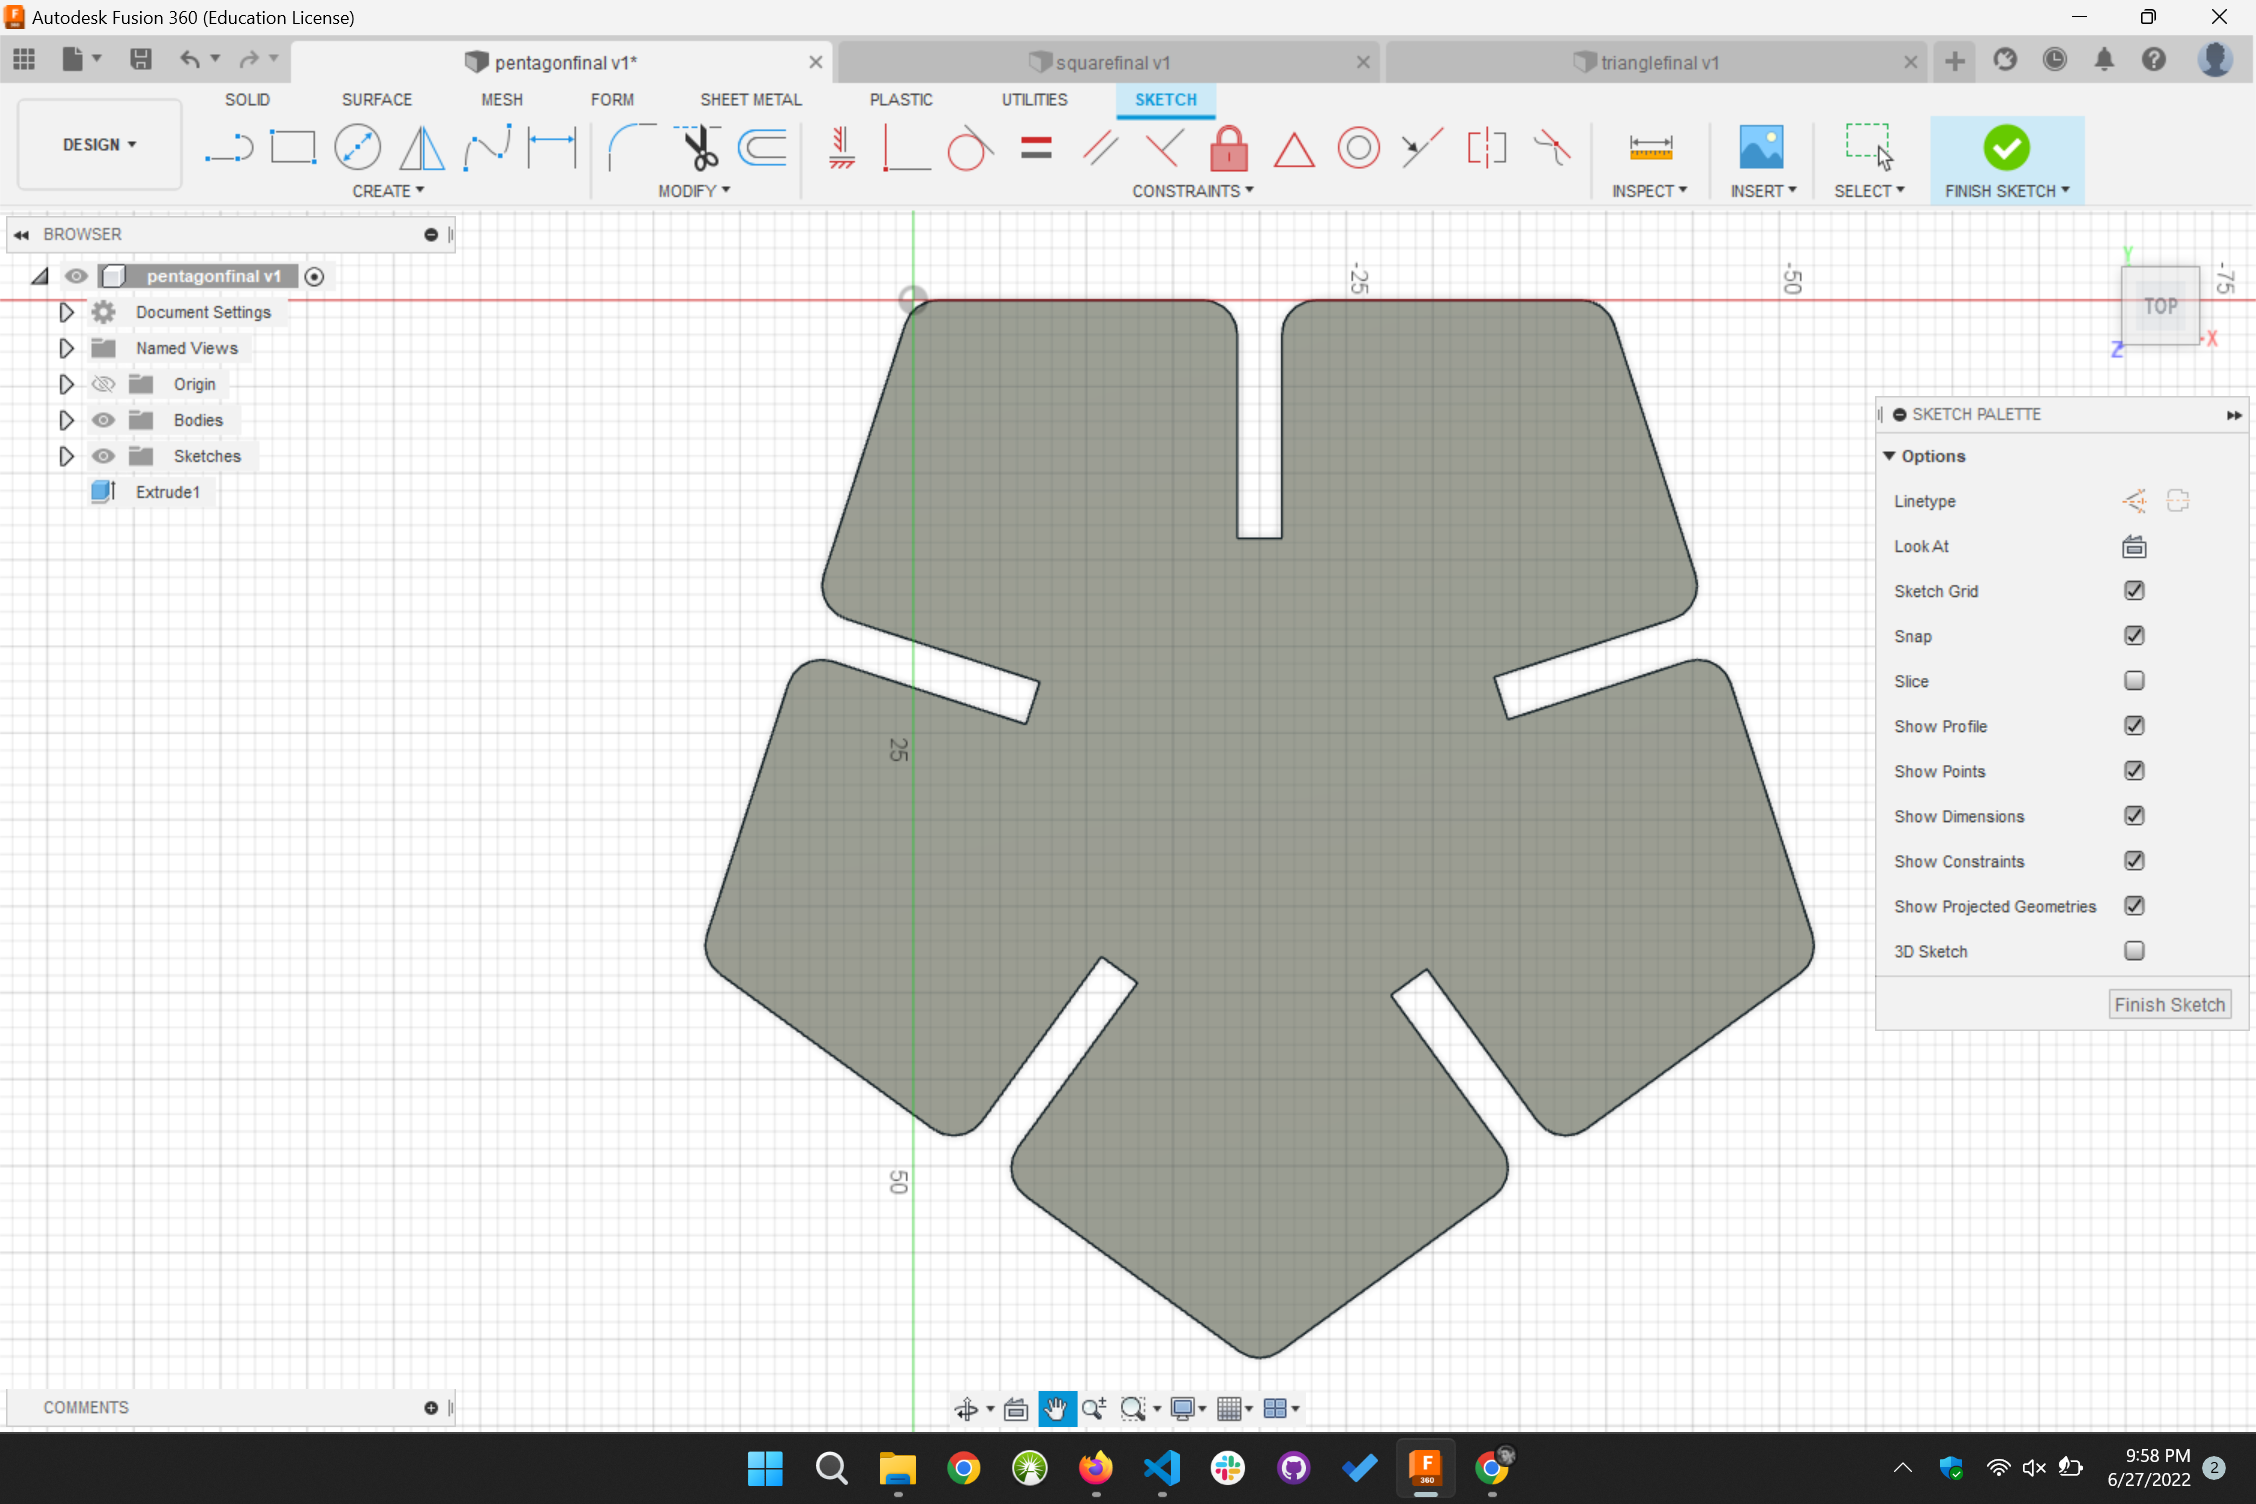 Autodesk Fusion 360 (Education License)
pentagonfinal v1*
squarefinal v1
trianglefinal v1
SOLID
SURFACE
MESH
FORM
SHEET METAL
PLASTIC
UTILITIES
SKETCH
DESIGN
CREATE
MODIFY
CONSTRAINTS
INSPECT
INSERT
SELECT
FINISH SKETCH
BROWSER
pentagonfinal v1
Document Settings
Named Views
Origin
Bodies
Sketches
Extrude1
-25
-50
-75
25
50
Y
TOP
X
Z
SKETCH PALETTE
Options
Linetype
Look At
Sketch Grid
Snap
Slice
Show Profile
Show Points
Show Dimensions
Show Constraints
Show Projected Geometries
3D Sketch
Finish Sketch
COMMENTS
F
360
9:58 PM
6/27/2022
2